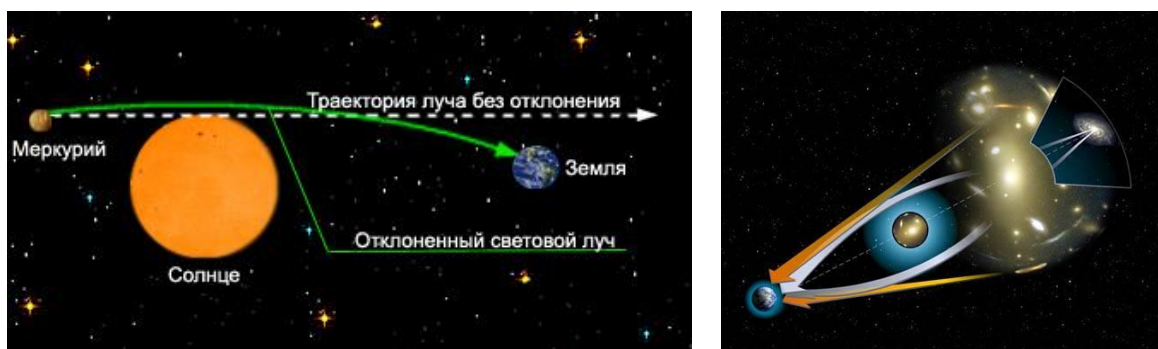 Траектория луча без отклонения
Меркурий
Земля
Отклоненный световой луч
Солнце